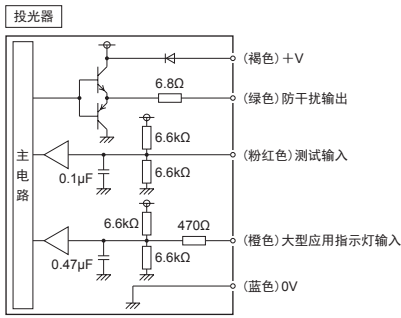 投光器
(褐色)＋V
6.8Ω
(绿色) 防干扰输出
6.6kΩ
(粉红色) 测试输入
主电路
0.1μF
6.6kΩ
6.6kΩ
470Ω
(橙色) 大型应用指示灯输入
0.47μF
6.6kΩ
(蓝色) 0V